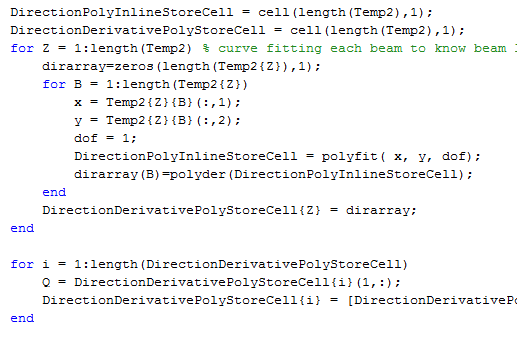 DirectionPolyInlineStoreCell = cell(length(Temp2),1);
DirectionDerivativePolyStoreCell = cell(length(Temp2),1);
for Z = 1:length(Temp2) % curve fitting each beam to know beam
dirarray=zeros(length(Temp2{Z}),1);
for B = 1:length(Temp2{Z})
x = Temp2{Z}{B}(:,1);
y = Temp2{Z}{B}(:,2);
dof = 1;
DirectionPolyInlineStoreCell = polyfit( x, y, dof);
dirarray(B)=polyder(DirectionPolyInlineStoreCell);
end
DirectionDerivativePolyStoreCell{Z} = dirarray;
end
for i = 1:length(DirectionDerivativePolyStoreCell)
Q = DirectionDerivativePolyStoreCell{i}(1,:);
DirectionDerivativePolyStoreCell{i} = [DirectionDerivativePo
end